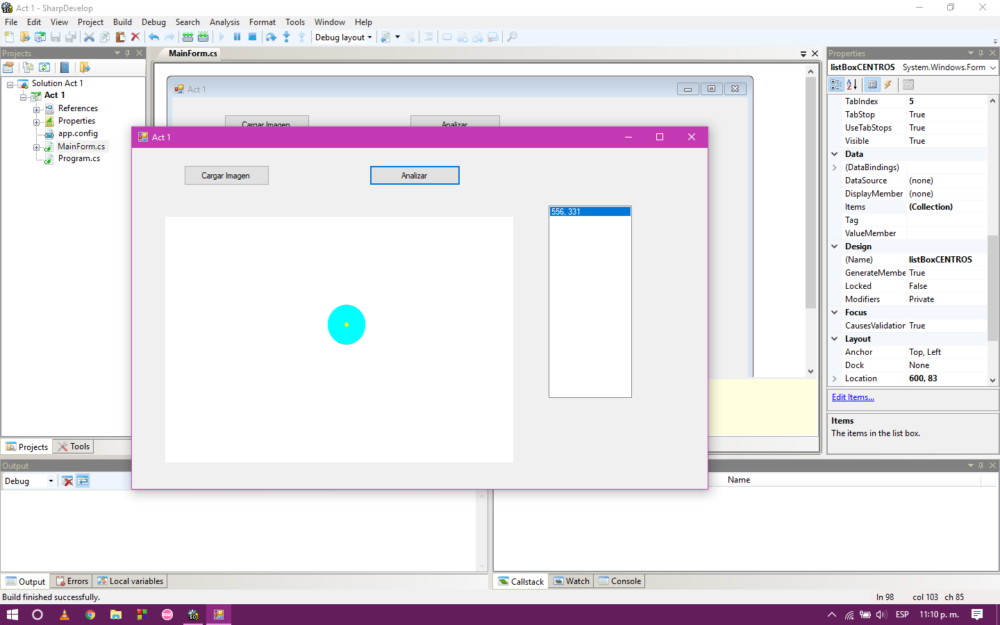 Act 1 - SharpDevelop
File Edit View Project Build Debug Search Analysis Format Tools Window Help
Debug layout
Projects
Solution Act 1
Act 1
References
Properties
app.config
MainForm.cs
Program.cs
Projects Tools
MainForm.cs
Act 1
Cargar Imagen Analizar
Act 1
Cargar Imagen Analizar
556, 331
Properties
listBoxCENTROS System.Windows.Form
TabIndex 5
TabStop True
UseTabStops True
Visible True
Data
(DataBindings)
DataSource (none)
DisplayMember (none)
Items (Collection)
Tag
ValueMember
Design
(Name) listBoxCENTROS
GenerateMembe True
Locked False
Modifiers Private
Focus
CausesValidation True
Layout
Anchor Top, Left
Dock None
Location 600, 83
Edit Items...
Items
The items in the list box.
Output
Debug
Name
Output Errors Local variables
Callstack Watch Console
Build finished successfully.
ln 98 col 103 ch 85
osu!
SD
ESP 11:10 p. m.